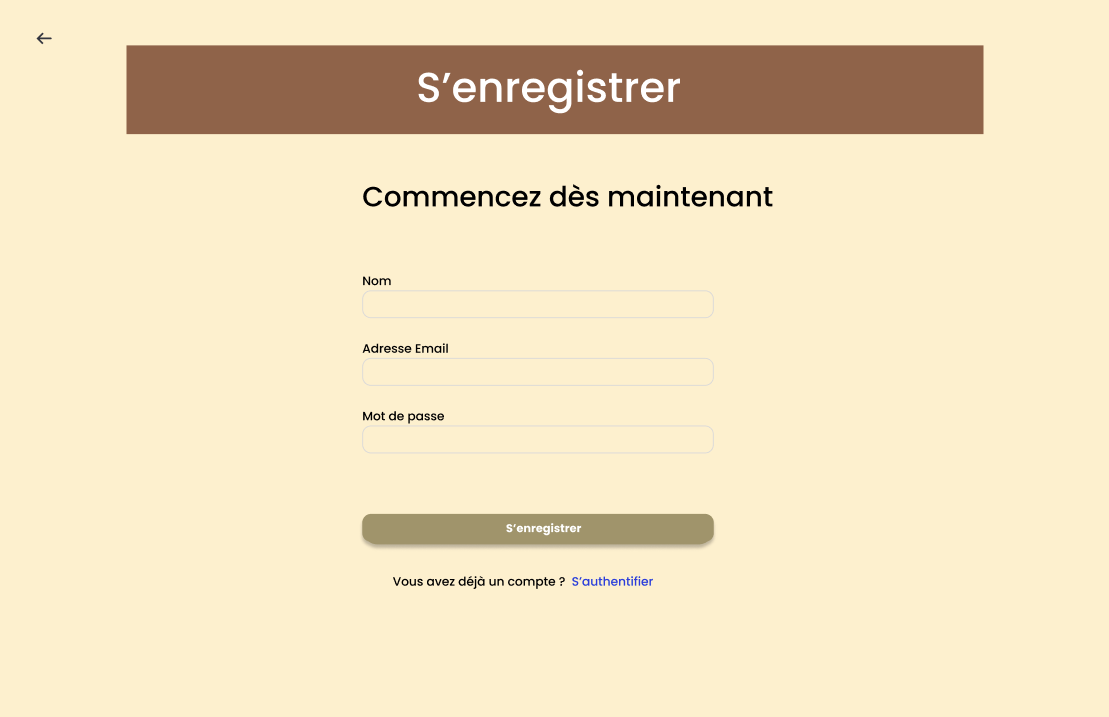 S’enregistrer
Commencez dès maintenant
Nom
Adresse Email
Mot de passe
S’enregistrer
Vous avez déjà un compte ? S’authentifier